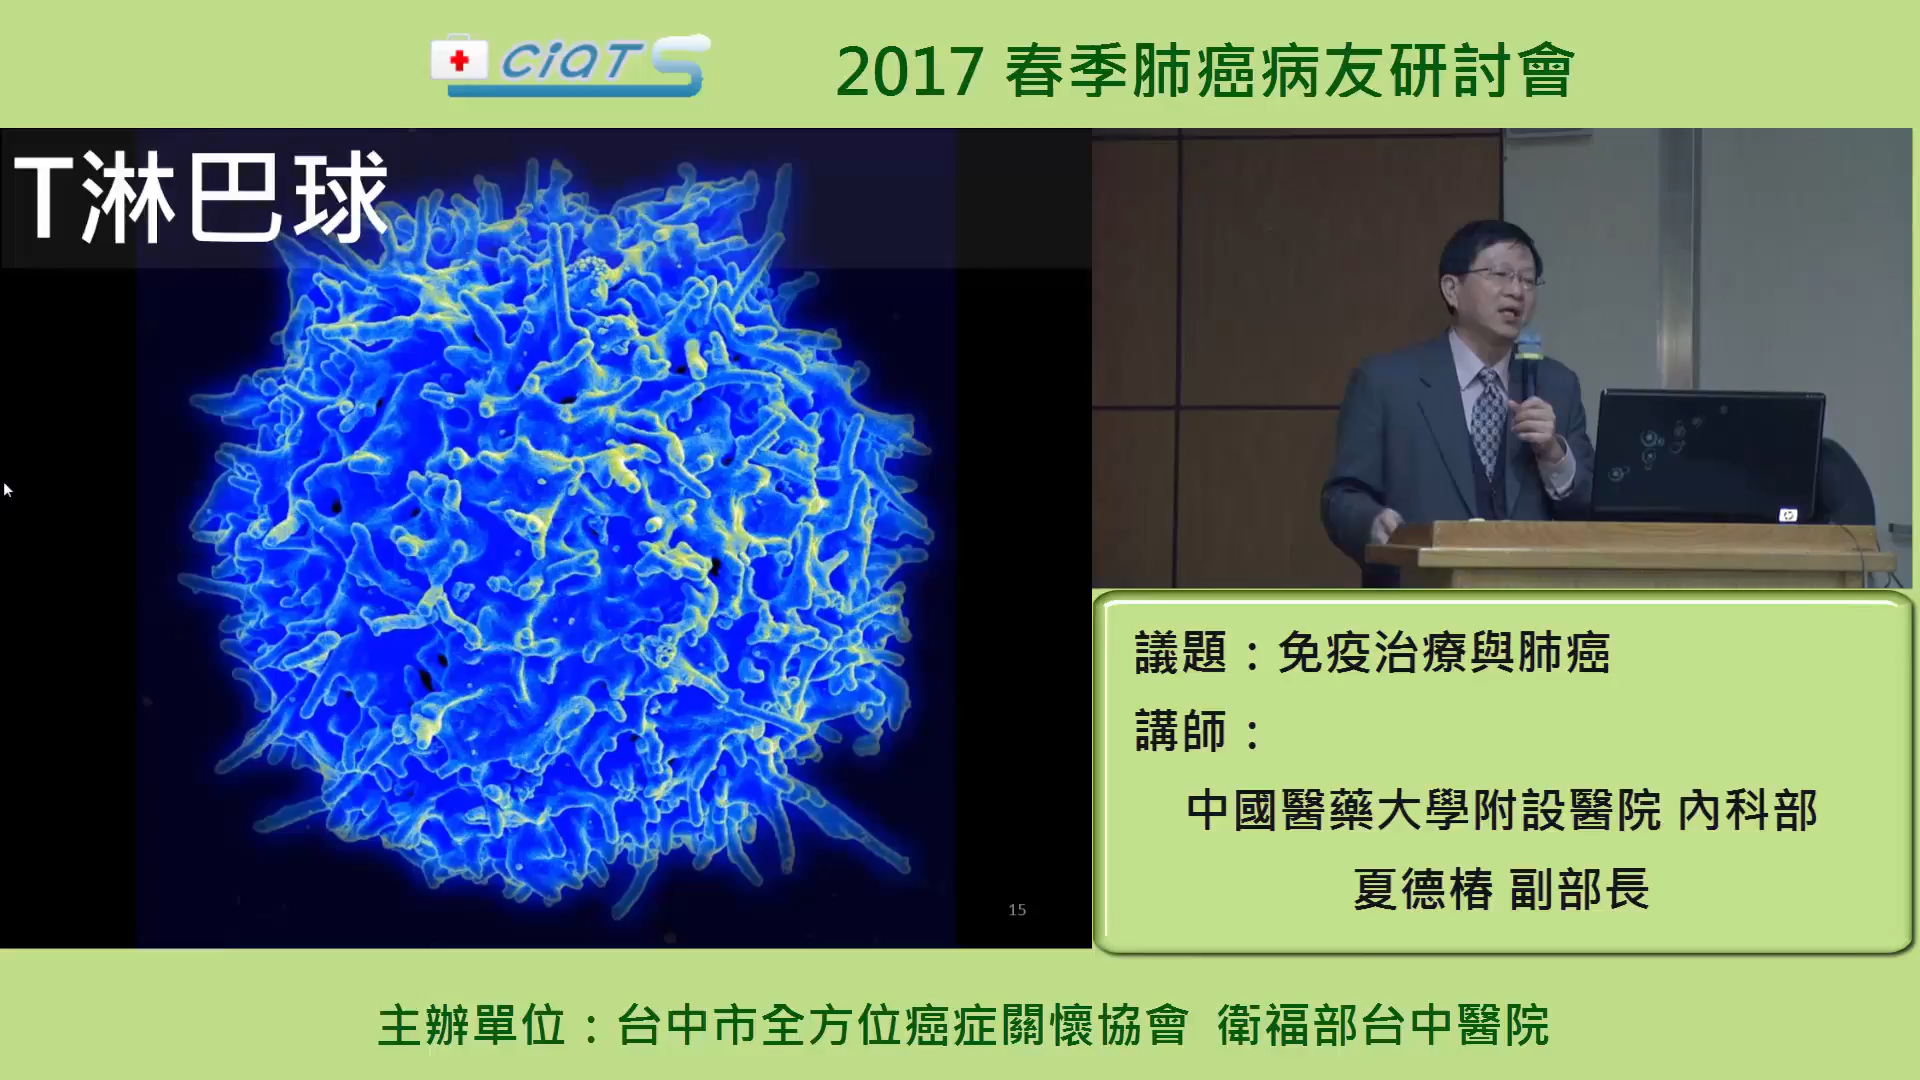 CiAT S
2017 春季肺癌病友研討會
T淋巴球
15
議題：免疫治療與肺癌
講師：
中國醫藥大學附設醫院 內科部
夏德椿 副部長
主辦單位：台中市全方位癌症關懷協會 衛福部台中醫院